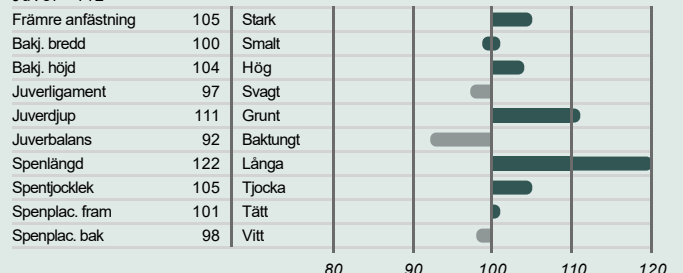 Främre anfästning 105 Stark
Bakj. bredd 100 Smalt
Bakj. höjd 104 Hög
Juverligament 97 Svagt
Juverdjup 111 Grunt
Juverbalans 92 Baktungt
Spenlängd 122 Långa
Spentjocklek 105 Tjocka
Spenplac. fram 101 Tätt
Spenplac. bak 98 Vitt
80 90 100 110 120